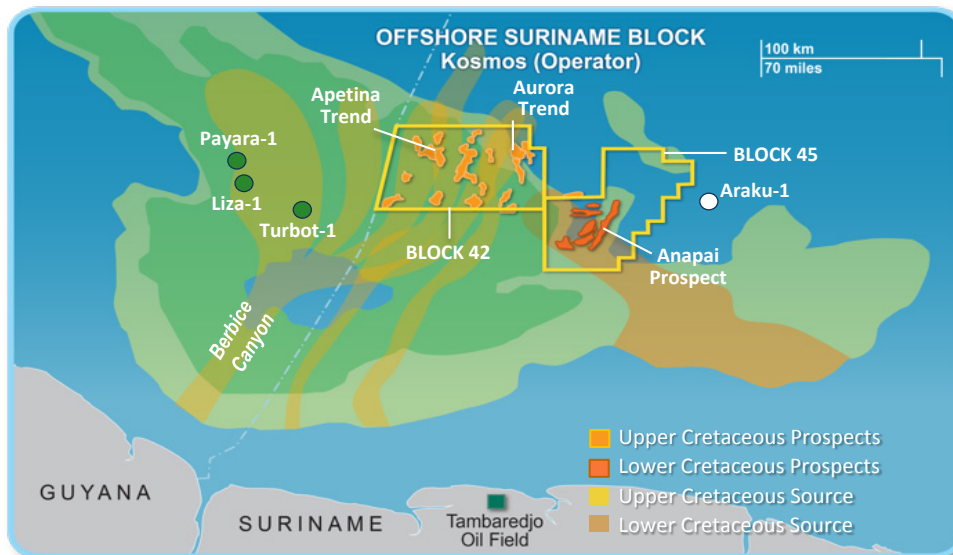 OFFSHORE SURINAME BLOCK
Kosmos (Operator)
100 km
70 miles
Apetina
Trend
Aurora
Trend
Payara-1
BLOCK 45
Liza-1
Araku-1
Turbot-1
BLOCK 42
Anapai
Prospect
Berbice
Canyon
Upper Cretaceous Prospects
Lower Cretaceous Prospects
Upper Cretaceous Source
Lower Cretaceous Source
GUYANA
SURINAME
Tambaredjo
Oil Field